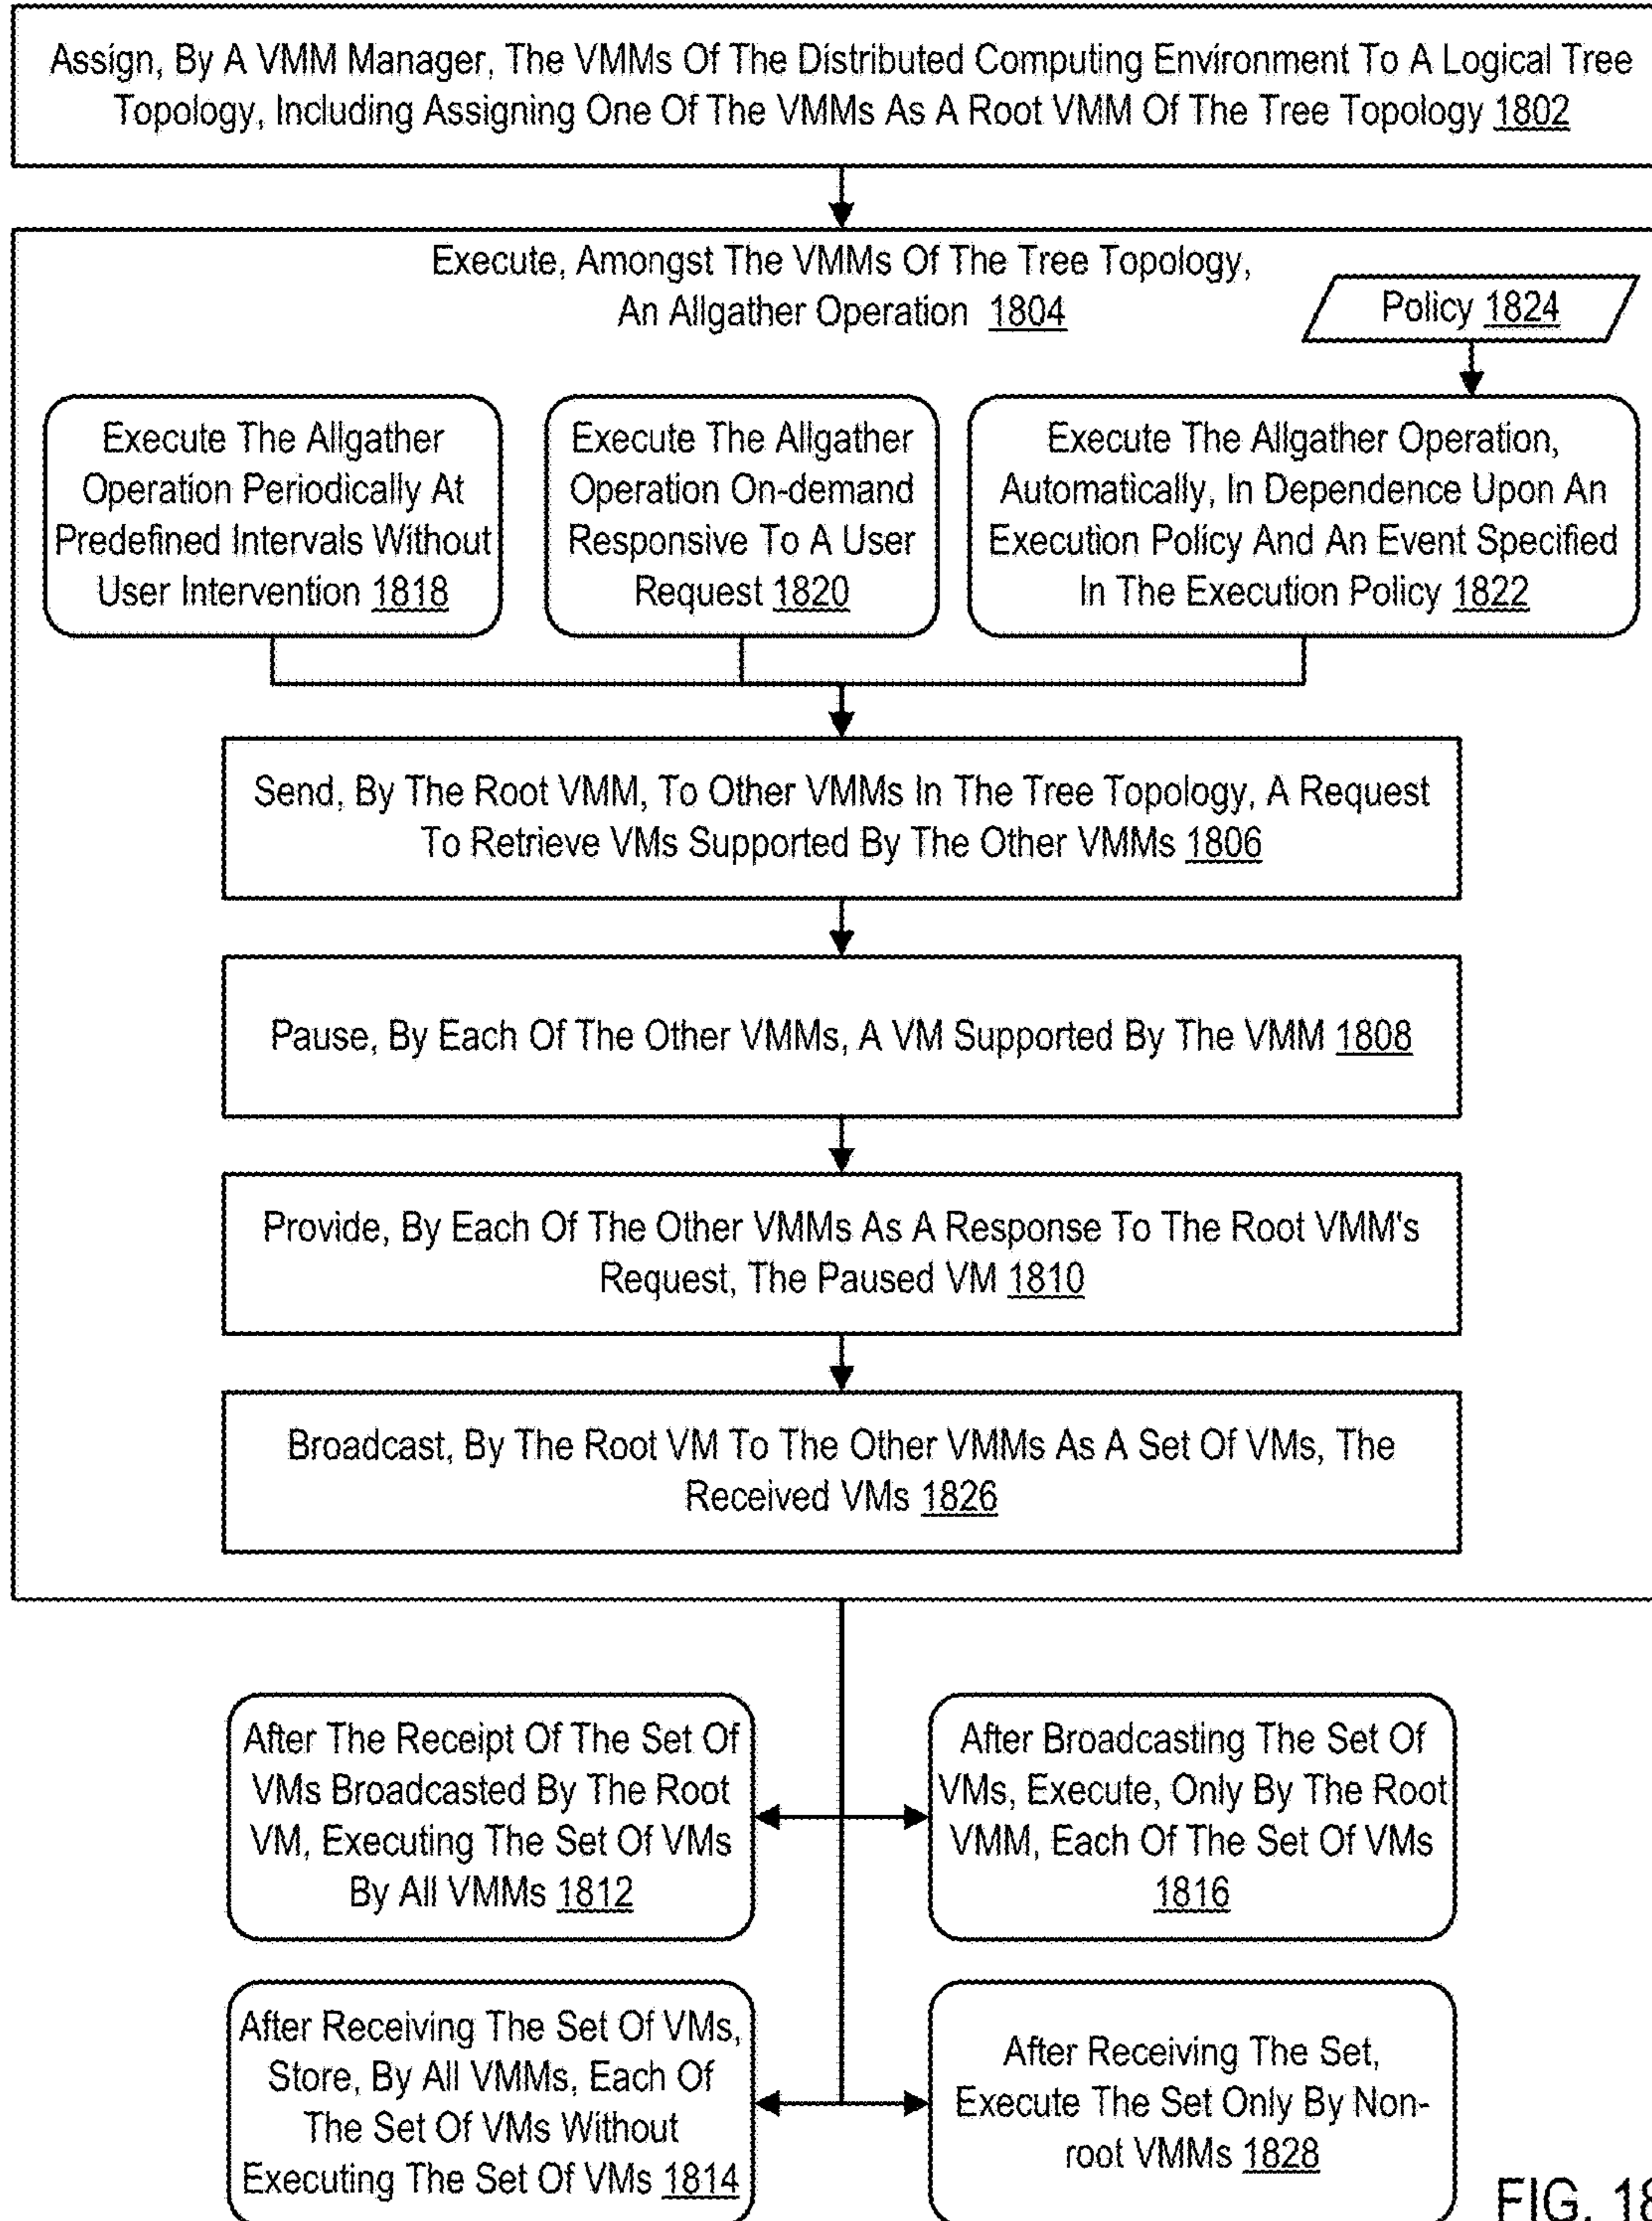 Assign, By A VMM Manager, The VMMs Of The Distributed Computing Environment To A Logical Tree
Topology, Including Assigning One Of The VMMs As A Root VMM Of The Tree Topology 1802
Execute, Amongst The VMMs Of The Tree Topology,
An Allgather Operation 1804
Policy 1824
Execute The Allgather
Operation Periodically At
Predefined Intervals Without
User Intervention 1818
Execute The Allgather
Operation On-demand
Responsive To A User
Request 1820
Execute The Allgather Operation,
Automatically, In Dependence Upon An
Execution Policy And An Event Specified
In The Execution Policy 1822
Send, By The Root VMM, To Other VMMs In The Tree Topology, A Request
To Retrieve VMs Supported By The Other VMMs 1806
Pause, By Each Of The Other VMMs, A VM Supported By The VMM 1808
Provide, By Each Of The Other VMMs As A Response To The Root VMM's
Request, The Paused VM 1810
Broadcast, By The Root VM To The Other VMMs As A Set Of VMs, The
Received VMs 1826
After The Receipt Of The Set Of
VMs Broadcasted By The Root
VM, Executing The Set Of VMs
By All VMMs 1812
After Broadcasting The Set Of
VMs, Execute, Only By The Root
VMM, Each Of The Set Of VMs
1816
After Receiving The Set Of VMs,
Store, By All VMMs, Each Of
The Set Of VMs Without
Executing The Set Of VMs 1814
After Receiving The Set,
Execute The Set Only By Non-
root VMMs 1828
FIG. 18